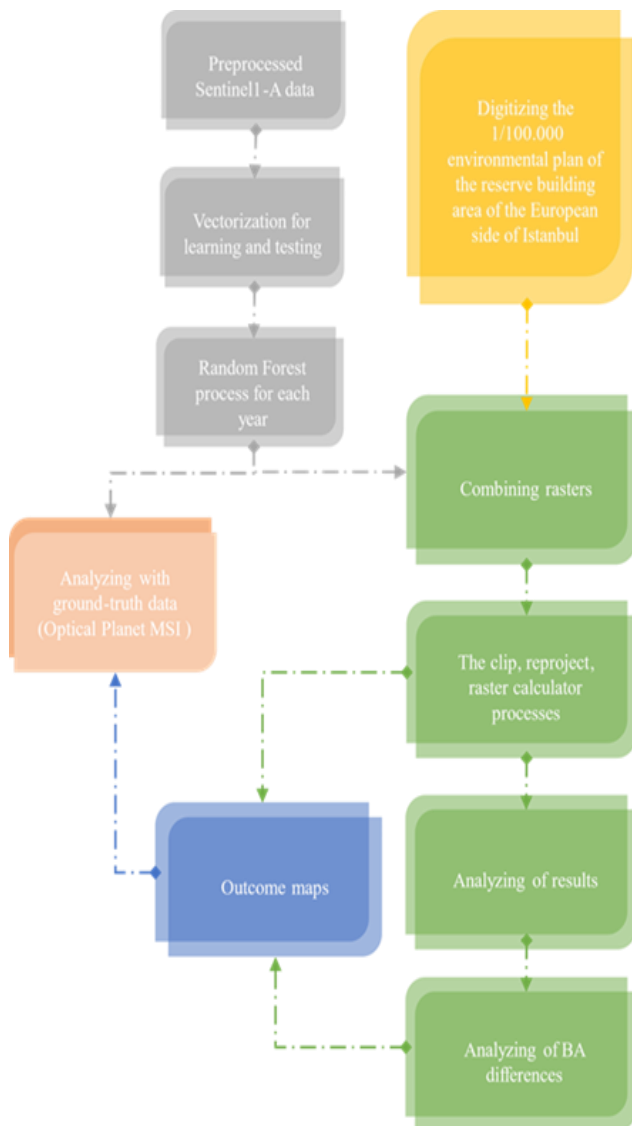 Preprocessed
Sentinel1-A data
Vectorization for
learning and testing
Random Forest
process for each
year
Digitizing the
1/100.000
environmental plan of
the reserve building
area of the European
side of Istanbul
Combining rasters
Analyzing with
ground-truth data
(Optical Planet MSI )
The clip, reproject,
raster calculator
processes
Outcome maps
Analyzing of results
Analyzing of BA
differences